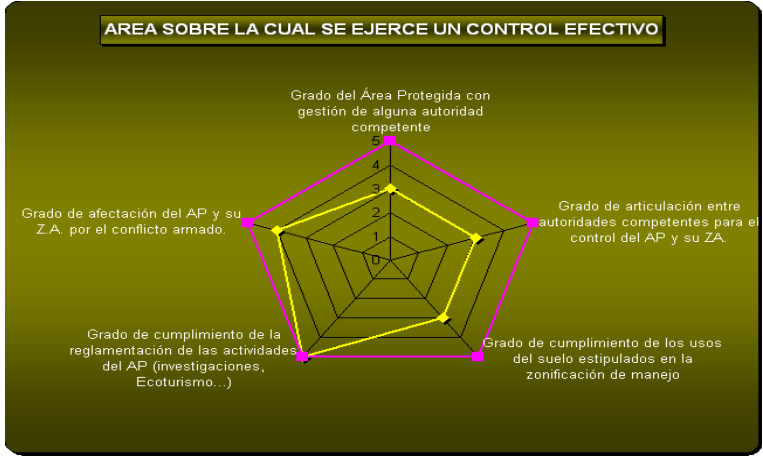 AREA SOBRE LA CUAL SE EJERCE UN CONTROL EFECTIVO
Grado del Área Protegida con
gestión de alguna autoridad
competente
5
4
3
2
1
0
Grado de articulación entre
autoridades competentes para el
control del AP y su ZA.
Grado de cumplimiento de los usos
del suelo estipulados en la
zonificación de manejo
Grado de cumplimiento de la
reglamentación de las actividades
del AP (investigaciones,
Ecoturismo...)
Grado de afectación del AP y su
Z.A. por el conflicto armado.